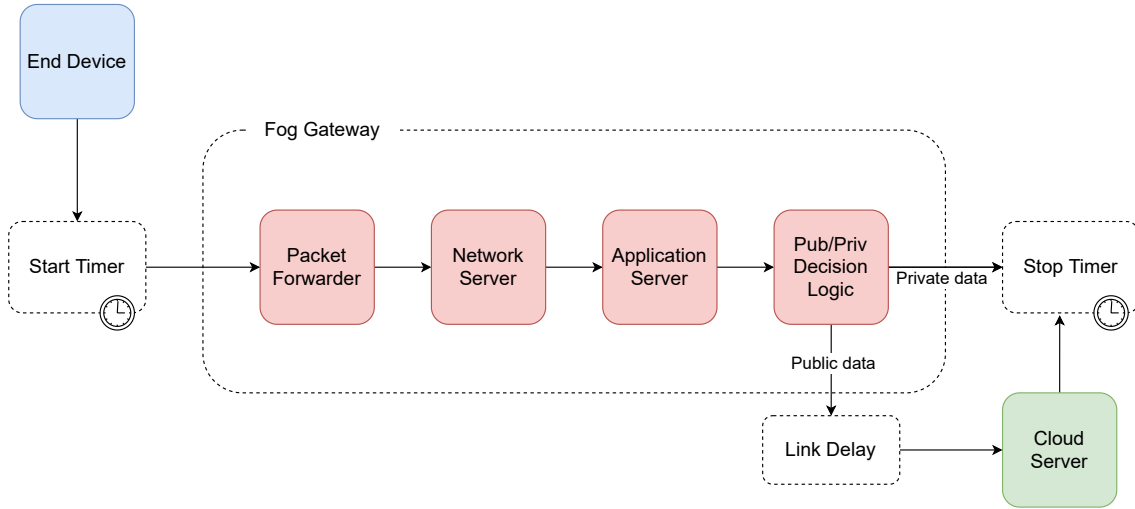 End Device
Fog Gateway
Start Timer
Packet
Forwarder
Network
Server
Application
Server
Pub/Priv
Decision
Logic
Private data
Stop Timer
Public data
Link Delay
Cloud
Server